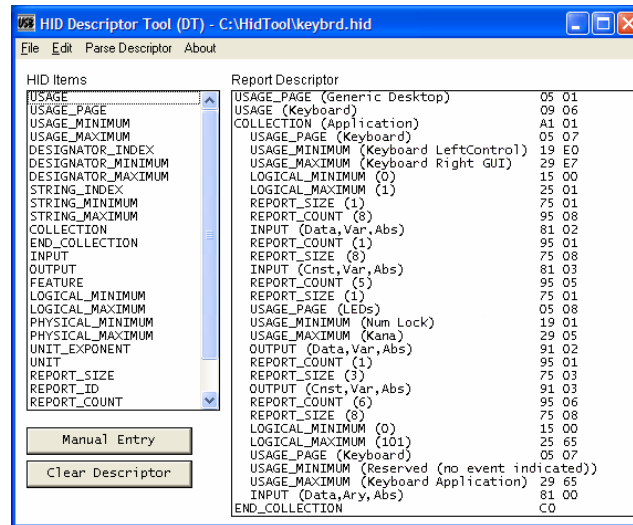 HID Descriptor Tool (DT) - C:\HidTool\keybrd.hid
File Edit Parse Descriptor About
HID Items
USAGE
USAGE_PAGE
USAGE_MINIMUM
USAGE_MAXIMUM
DESIGNATOR_INDEX
DESIGNATOR_MINIMUM
DESIGNATOR_MAXIMUM
STRING_INDEX
STRING_MINIMUM
STRING_MAXIMUM
COLLECTION
END_COLLECTION
INPUT
OUTPUT
FEATURE
LOGICAL_MINIMUM
LOGICAL_MAXIMUM
PHYSICAL_MINIMUM
PHYSICAL_MAXIMUM
UNIT_EXPONENT
UNIT
REPORT_SIZE
REPORT_ID
REPORT_COUNT
Manual Entry
Clear Descriptor
Report Descriptor
USAGE_PAGE (Generic Desktop) 05 01
USAGE (Keyboard) 09 06
COLLECTION (Application) A1 01
USAGE_PAGE (Keyboard) 05 07
USAGE_MINIMUM (Keyboard LeftControl) 19 E0
USAGE_MAXIMUM (Keyboard Right GUI) 29 E7
LOGICAL_MINIMUM (0) 15 00
LOGICAL_MAXIMUM (1) 25 01
REPORT_SIZE (1) 75 01
REPORT_COUNT (8) 95 08
INPUT (Data,Var,Abs) 81 02
REPORT_COUNT (1) 95 01
REPORT_SIZE (8) 75 08
INPUT (Cnst,Var,Abs) 81 03
REPORT_COUNT (5) 95 05
REPORT_SIZE (1) 75 01
USAGE_PAGE (LEDs) 05 08
USAGE_MINIMUM (Num Lock) 19 01
USAGE_MAXIMUM (Kana) 29 05
OUTPUT (Data,Var,Abs) 91 02
REPORT_COUNT (1) 95 01
REPORT_SIZE (3) 75 03
OUTPUT (Cnst,Var,Abs) 91 03
REPORT_COUNT (6) 95 06
REPORT_SIZE (8) 75 08
LOGICAL_MINIMUM (0) 15 00
LOGICAL_MAXIMUM (101) 25 65
USAGE_PAGE (Keyboard) 05 07
USAGE_MINIMUM (Reserved (no event indicated))
USAGE_MAXIMUM (Keyboard Application) 29 65
INPUT (Data,Ary,Abs) 81 00
END_COLLECTION C0